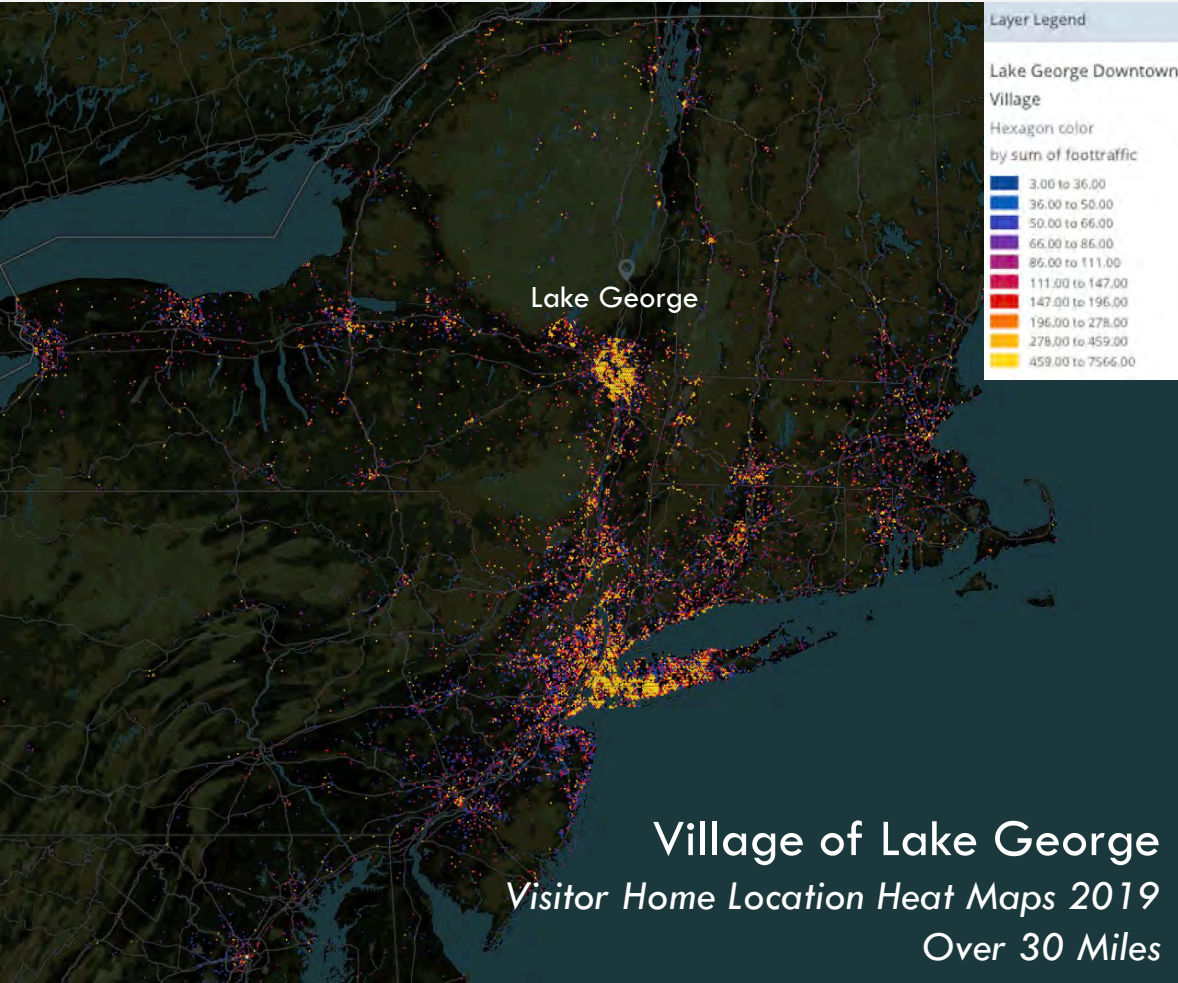 Layer Legend
Lake George Downtown
Village
Hexagon color
by sum of foottraffic
3.00 to 36.00
36.00 to 50.00
50.00 to 66.00
66.00 to 86.00
86.00 to 111.00
111.00 to 147.00
147.00 to 196.00
196.00 to 278.00
278.00 to 459.00
459.00 to 7566.00
Lake George
Village of Lake George
Visitor Home Location Heat Maps 2019
Over 30 Miles